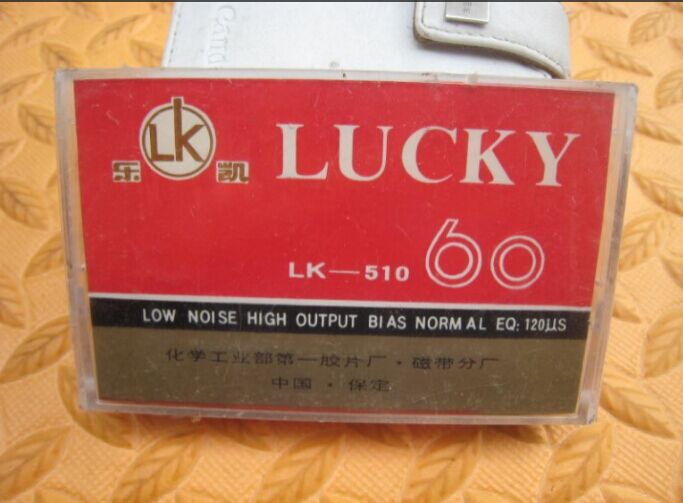 Canon
LK
乐 凯
LUCKY
LK—510 60
LOW NOISE HIGH OUTPUT BIAS NORMAL EQ: 120μS
化学工业部第一胶片厂·磁带分厂
中国·保定